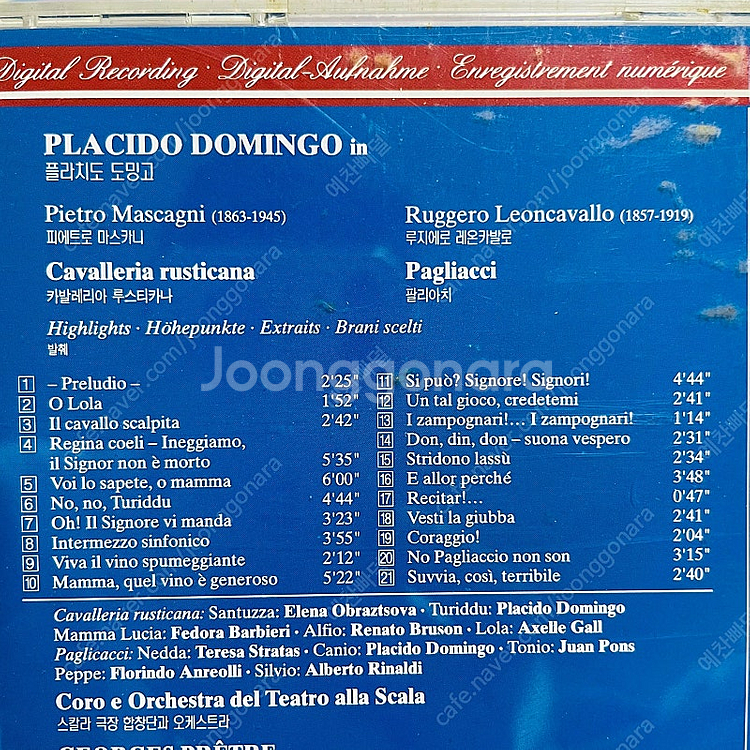 Digital Recording · Digital-Aufnahme · Enregistrement numérique
PLACIDO DOMINGO in
플라치도 도밍고
Pietro Mascagni (1863-1945)
피에트로 마스카니
Cavalleria rusticana
카발레리아 루스티카나
Ruggero Leoncavallo (1857-1919)
루지에로 레온카발로
Pagliacci
팔리아치
Highlights · Höhepunkte · Extraits · Brani scelti
발췌
Joonggonara
1 – Preludio – 2'25"
2 O Lola 1'52"
3 Il cavallo scalpita 2'42"
4 Regina coeli – Ineggiamo,
il Signor non è morto 5'35"
5 Voi lo sapete, o mamma 6'00"
6 No, no, Turiddu 4'44"
7 Oh! Il Signore vi manda 3'23"
8 Intermezzo sinfonico 3'55"
9 Viva il vino spumeggiante 2'12"
10 Mamma, quel vino è generoso 5'22"
11 Si può? Signore! Signori! 4'44"
12 Un tal gioco, credetemi 2'41"
13 I zampognari!... I zampognari! 1'14"
14 Don, din, don – suona vespero 2'31"
15 Stridono lassù 2'34"
16 E allor perché 3'48"
17 Recitar!... 0'47"
18 Vesti la giubba 2'41"
19 Coraggio! 2'04"
20 No Pagliaccio non son 3'15"
21 Suvvia, così, terribile 2'40"
Cavalleria rusticana: Santuzza: Elena Obraztsova · Turiddu: Placido Domingo
Mamma Lucia: Fedora Barbieri · Alfio: Renato Bruson · Lola: Axelle Gall
Paglicacci: Nedda: Teresa Stratas · Canio: Placido Domingo · Tonio: Juan Pons
Peppe: Florindo Anreolli · Silvio: Alberto Rinaldi
Coro e Orchestra del Teatro alla Scala
스칼라 극장 합창단과 오케스트라
GEORGES PRÊTRE
cafe.naver.com/joonggonara